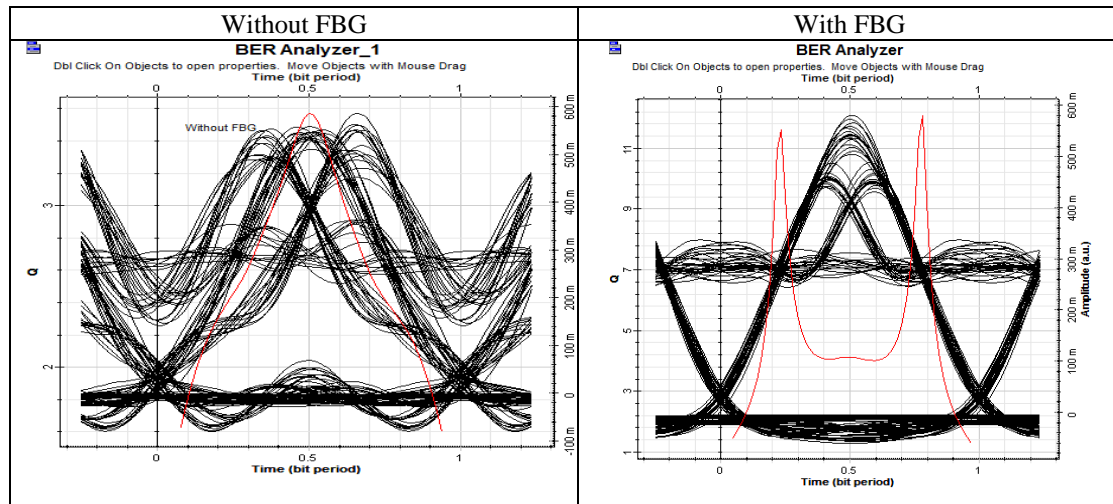 Without FBG
With FBG
BER Analyzer_1
Dbl Click On Objects to open properties. Move Objects with Mouse Drag
Time (bit period)
0 0.5 1
Without FBG
Q
3
2
600 m
500 m
400 m
300 m
200 m
100 m
0
-100 m
0 0.5 1
Time (bit period)
BER Analyzer
Dbl Click On Objects to open properties. Move Objects with Mouse Drag
Time (bit period)
0 0.5 1
Q
11
9
7
5
3
1
600 m
500 m
400 m
300 m
200 m
100 m
0
Amplitude (a.u.)
0 0.5 1
Time (bit period)